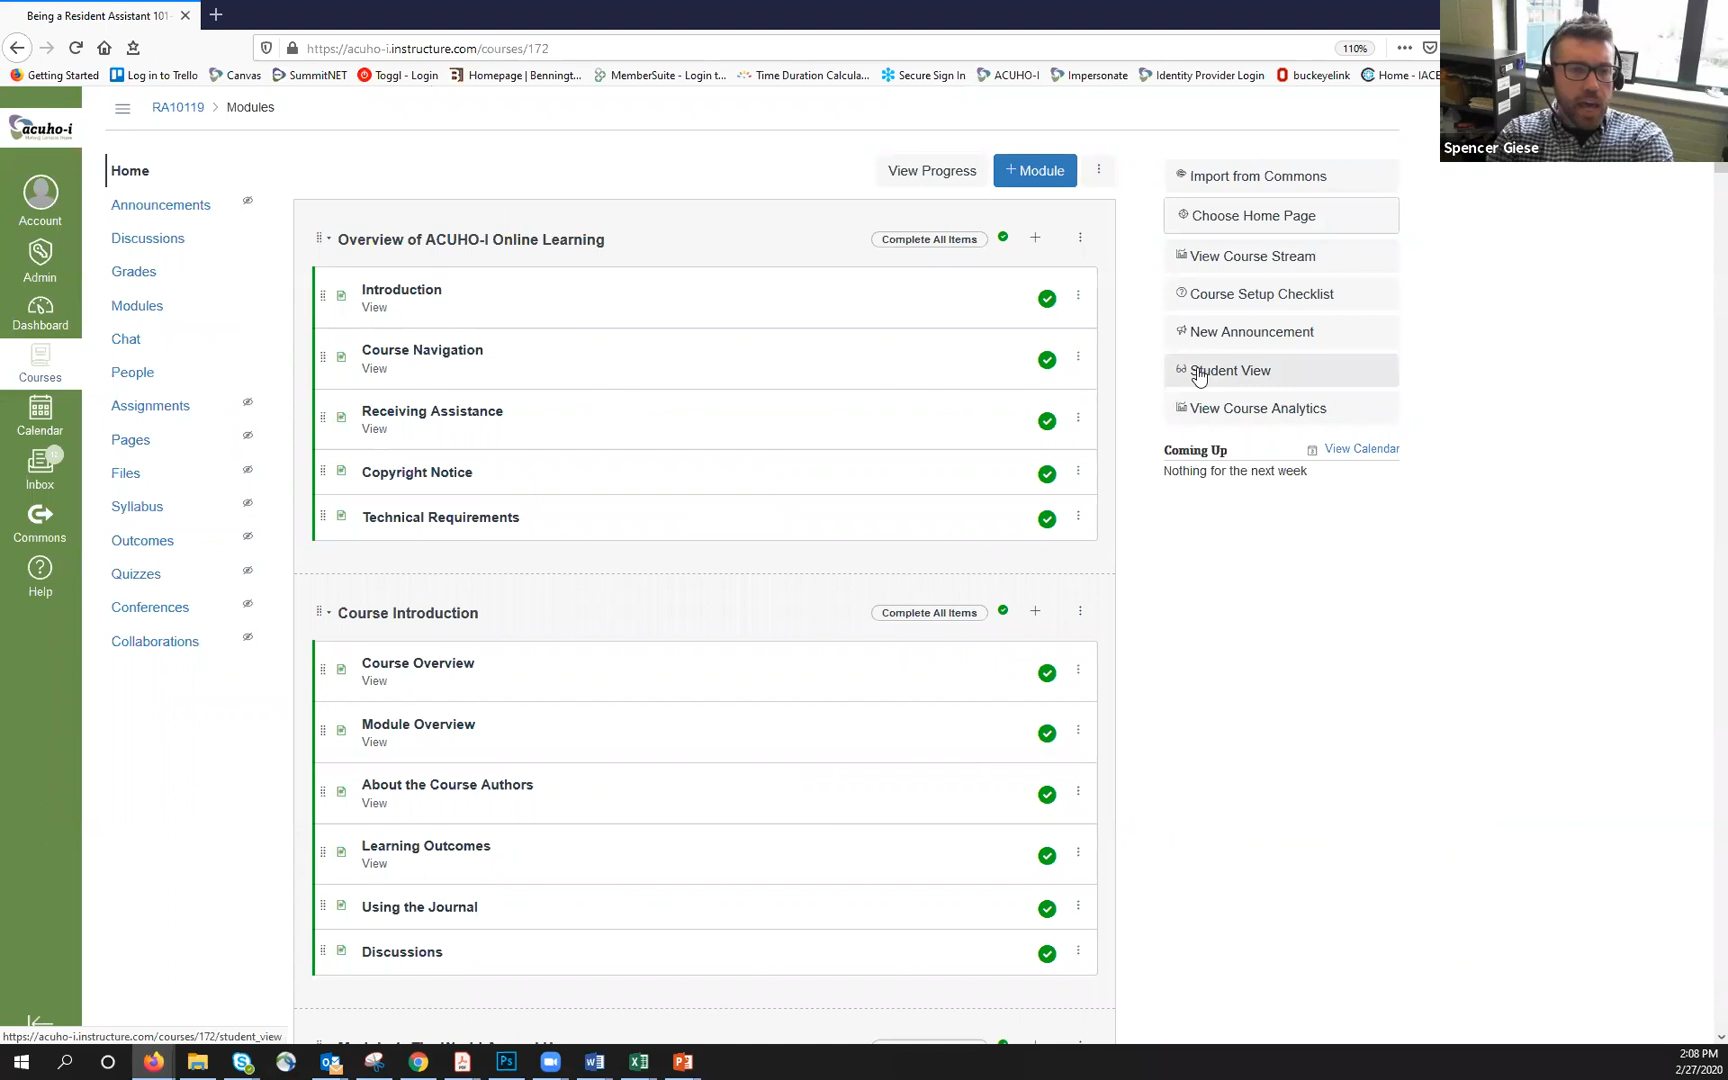 Being a Resident Assistant 101-
https://acuho-i.instructure.com/courses/172
110%
Getting Started
Log in to Trello
Canvas
SummitNET
Toggl - Login
Homepage | Benningt...
MemberSuite - Login t...
Time Duration Calcula...
Secure Sign In
ACUHO-I
Impersonate
Identity Provider Login
buckeyelink
Home - IACE
Spencer Giese
acuho-i
Account
Admin
Dashboard
Courses
Calendar
Inbox
Commons
Help
RA10119 > Modules
Home
Announcements
Discussions
Grades
Modules
Chat
People
Assignments
Pages
Files
Syllabus
Outcomes
Quizzes
Conferences
Collaborations
View Progress
+ Module
Overview of ACUHO-I Online Learning
Complete All Items
Introduction
View
Course Navigation
View
Receiving Assistance
View
Copyright Notice
Technical Requirements
Course Introduction
Complete All Items
Course Overview
View
Module Overview
View
About the Course Authors
View
Learning Outcomes
View
Using the Journal
Discussions
Import from Commons
Choose Home Page
View Course Stream
Course Setup Checklist
New Announcement
Student View
View Course Analytics
Coming Up
View Calendar
Nothing for the next week
https://acuho-i.instructure.com/courses/172/student_view
2:08 PM
2/27/2020